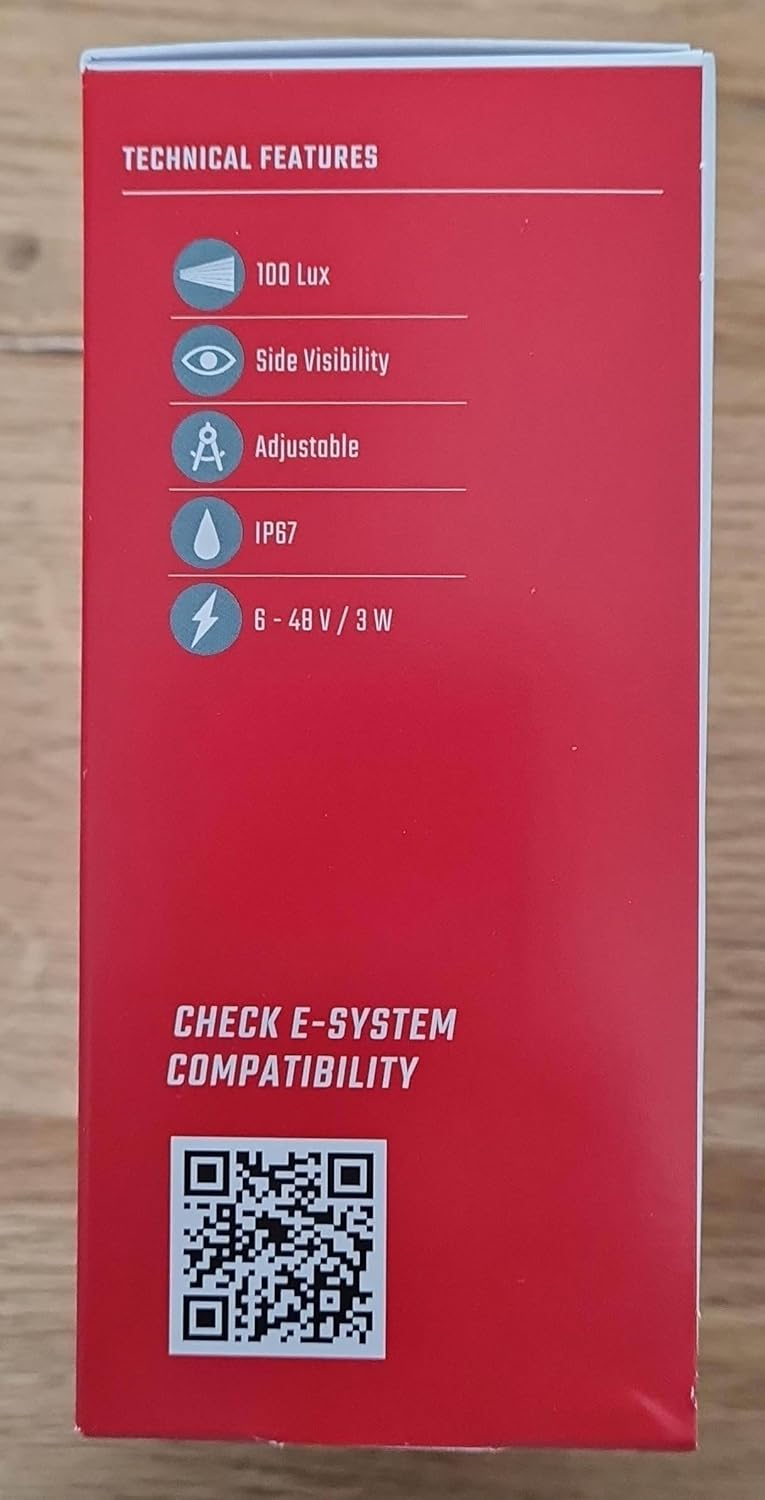 TECHNICAL FEATURES
100 Lux
Side Visibility
Adjustable
IP67
6 - 48 V / 3 W
CHECK E-SYSTEM
COMPATIBILITY